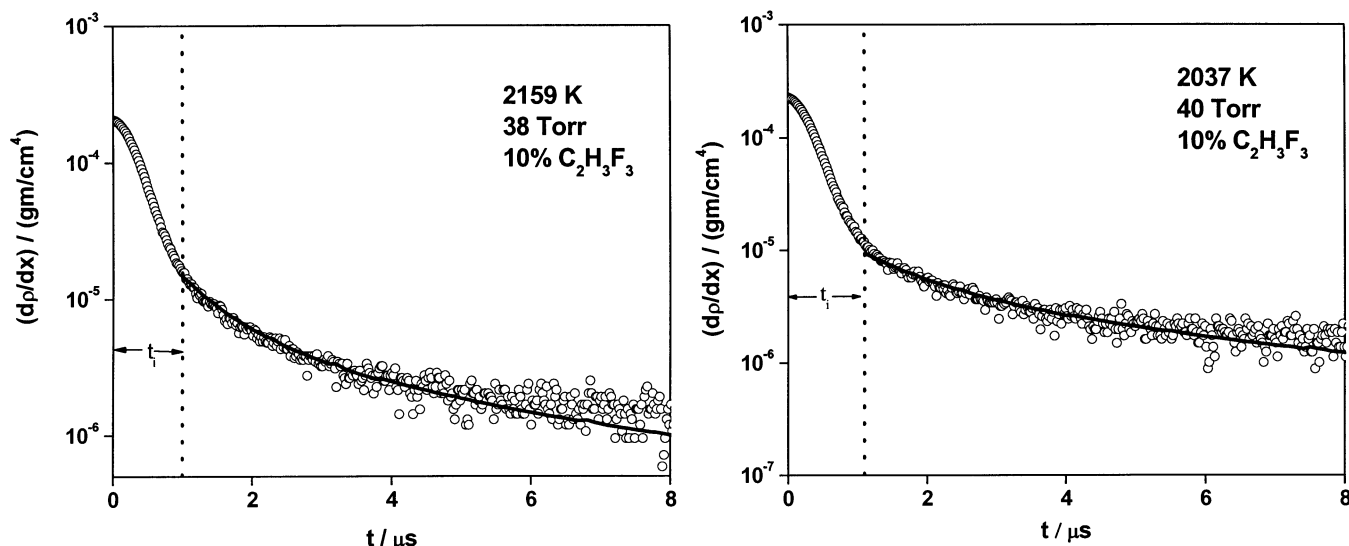 10⁻³
10⁻⁴
10⁻⁵
10⁻⁶
(dρ/dx) / (gm/cm⁴)
2159 K
38 Torr
10% C₂H₃F₃
tᵢ
0 2 4 6 8
t / μs
10⁻³
10⁻⁴
10⁻⁵
10⁻⁶
10⁻⁷
(dρ/dx) / (gm/cm⁴)
2037 K
40 Torr
10% C₂H₃F₃
tᵢ
0 2 4 6 8
t / μs